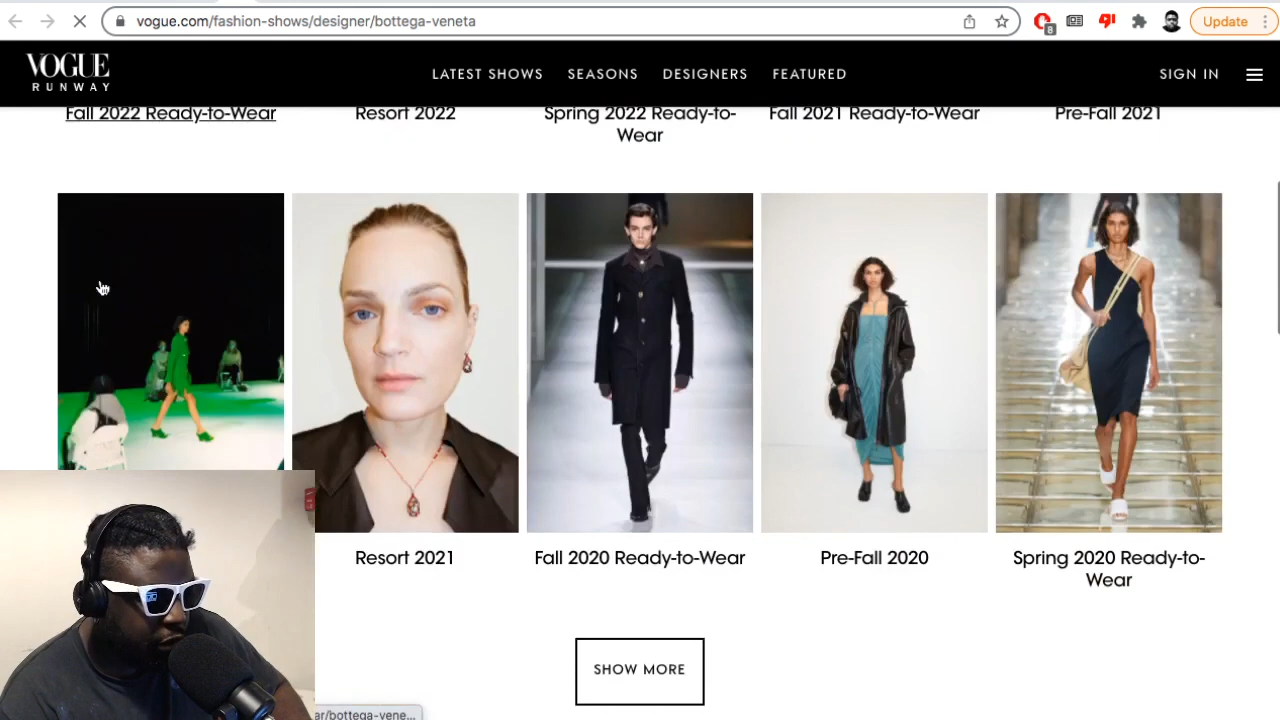 vogue.com/fashion-shows/designer/bottega-veneta
8
Update
VOGUE
RUNWAY
LATEST SHOWS
SEASONS
DESIGNERS
FEATURED
SIGN IN
Fall 2022 Ready-to-Wear
Resort 2022
Spring 2022 Ready-to-
Wear
Fall 2021 Ready-to-Wear
Pre-Fall 2021
Resort 2021
Fall 2020 Ready-to-Wear
Pre-Fall 2020
Spring 2020 Ready-to-
Wear
SHOW MORE
ar/bottega-vene...